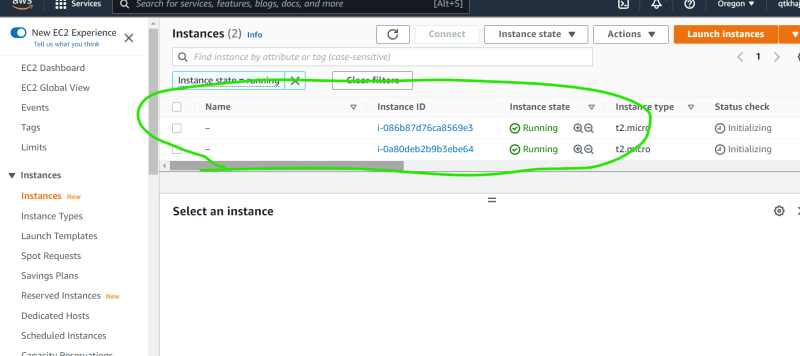 aws
Services
Search for services, features, blogs, docs, and more
[Alt+S]
Oregon ▼
qtkhaj
New EC2 Experience
Tell us what you think
EC2 Dashboard
EC2 Global View
Events
Tags
Limits
Instances
Instances New
Instance Types
Launch Templates
Spot Requests
Savings Plans
Reserved Instances New
Dedicated Hosts
Scheduled Instances
Capacity Reservations
Instances (2) Info
Connect
Instance state ▼
Actions ▼
Launch instances ▼
Find instance by attribute or tag (case-sensitive)
1
Instance state = running
Clear filters
Name Instance ID Instance state Instance type Status check
– i-086b87d76ca8569e3 Running t2.micro Initializing
– i-0a80deb2b9b3ebe64 Running t2.micro Initializing
Select an instance